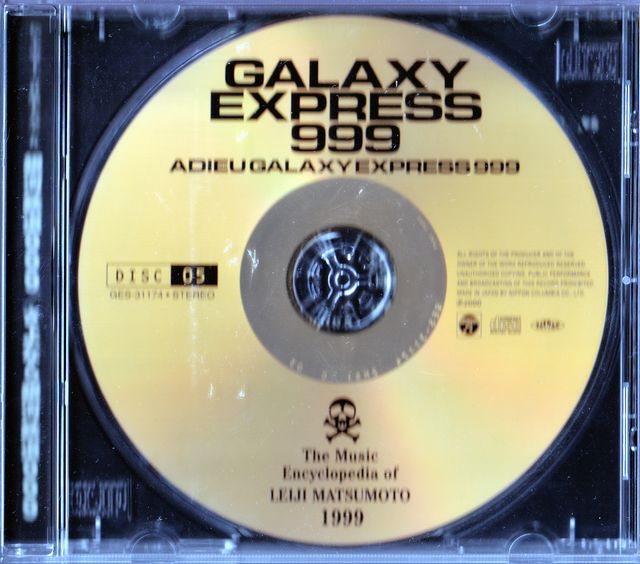 GALAXY
EXPRESS
999
ADIEU GALAXY EXPRESS 999
DISC 05
GES-31174 • STEREO
ALL RIGHTS OF THE PRODUCER AND OF THE
OWNER OF THE WORK REPRODUCED RESERVED.
UNAUTHORIZED COPYING, PUBLIC PERFORMANCE
AND BROADCASTING OF THIS RECORD PROHIBITED
MADE IN JAPAN BY NIPPON COLUMBIA CO., LTD.
The Music
Encyclopedia of
LEIJI MATSUMOTO
1999